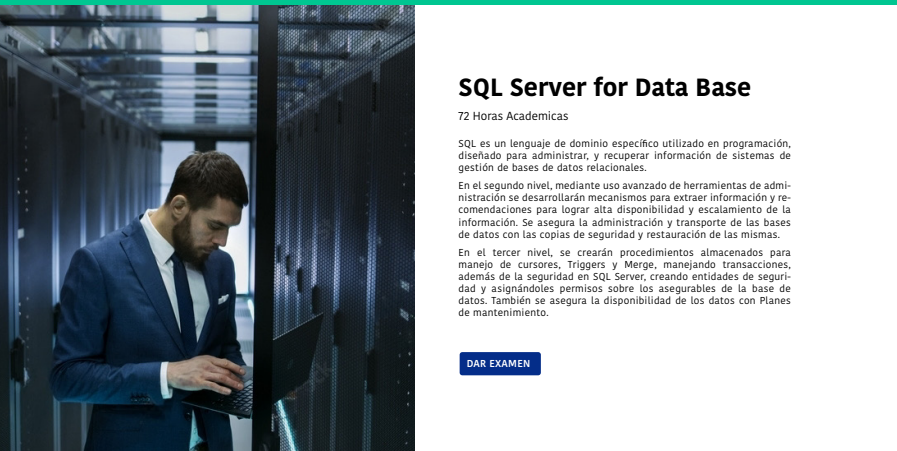 SQL Server for Data Base
72 Horas Academicas
SQL es un lenguaje de dominio específico utilizado en programación,
diseñado para administrar, y recuperar información de sistemas de
gestión de bases de datos relacionales.
En el segundo nivel, mediante uso avanzado de herramientas de admi-
nistración se desarrollarán mecanismos para extraer información y re-
comendaciones para lograr alta disponibilidad y escalamiento de la
información. Se asegura la administración y transporte de las bases
de datos con las copias de seguridad y restauración de las mismas.
En el tercer nivel, se crearán procedimientos almacenados para
manejo de cursores, Triggers y Merge, manejando transacciones,
además de la seguridad en SQL Server, creando entidades de seguri-
dad y asignándoles permisos sobre los asegurables de la base de
datos. También se asegura la disponibilidad de los datos con Planes
de mantenimiento.
DAR EXAMEN